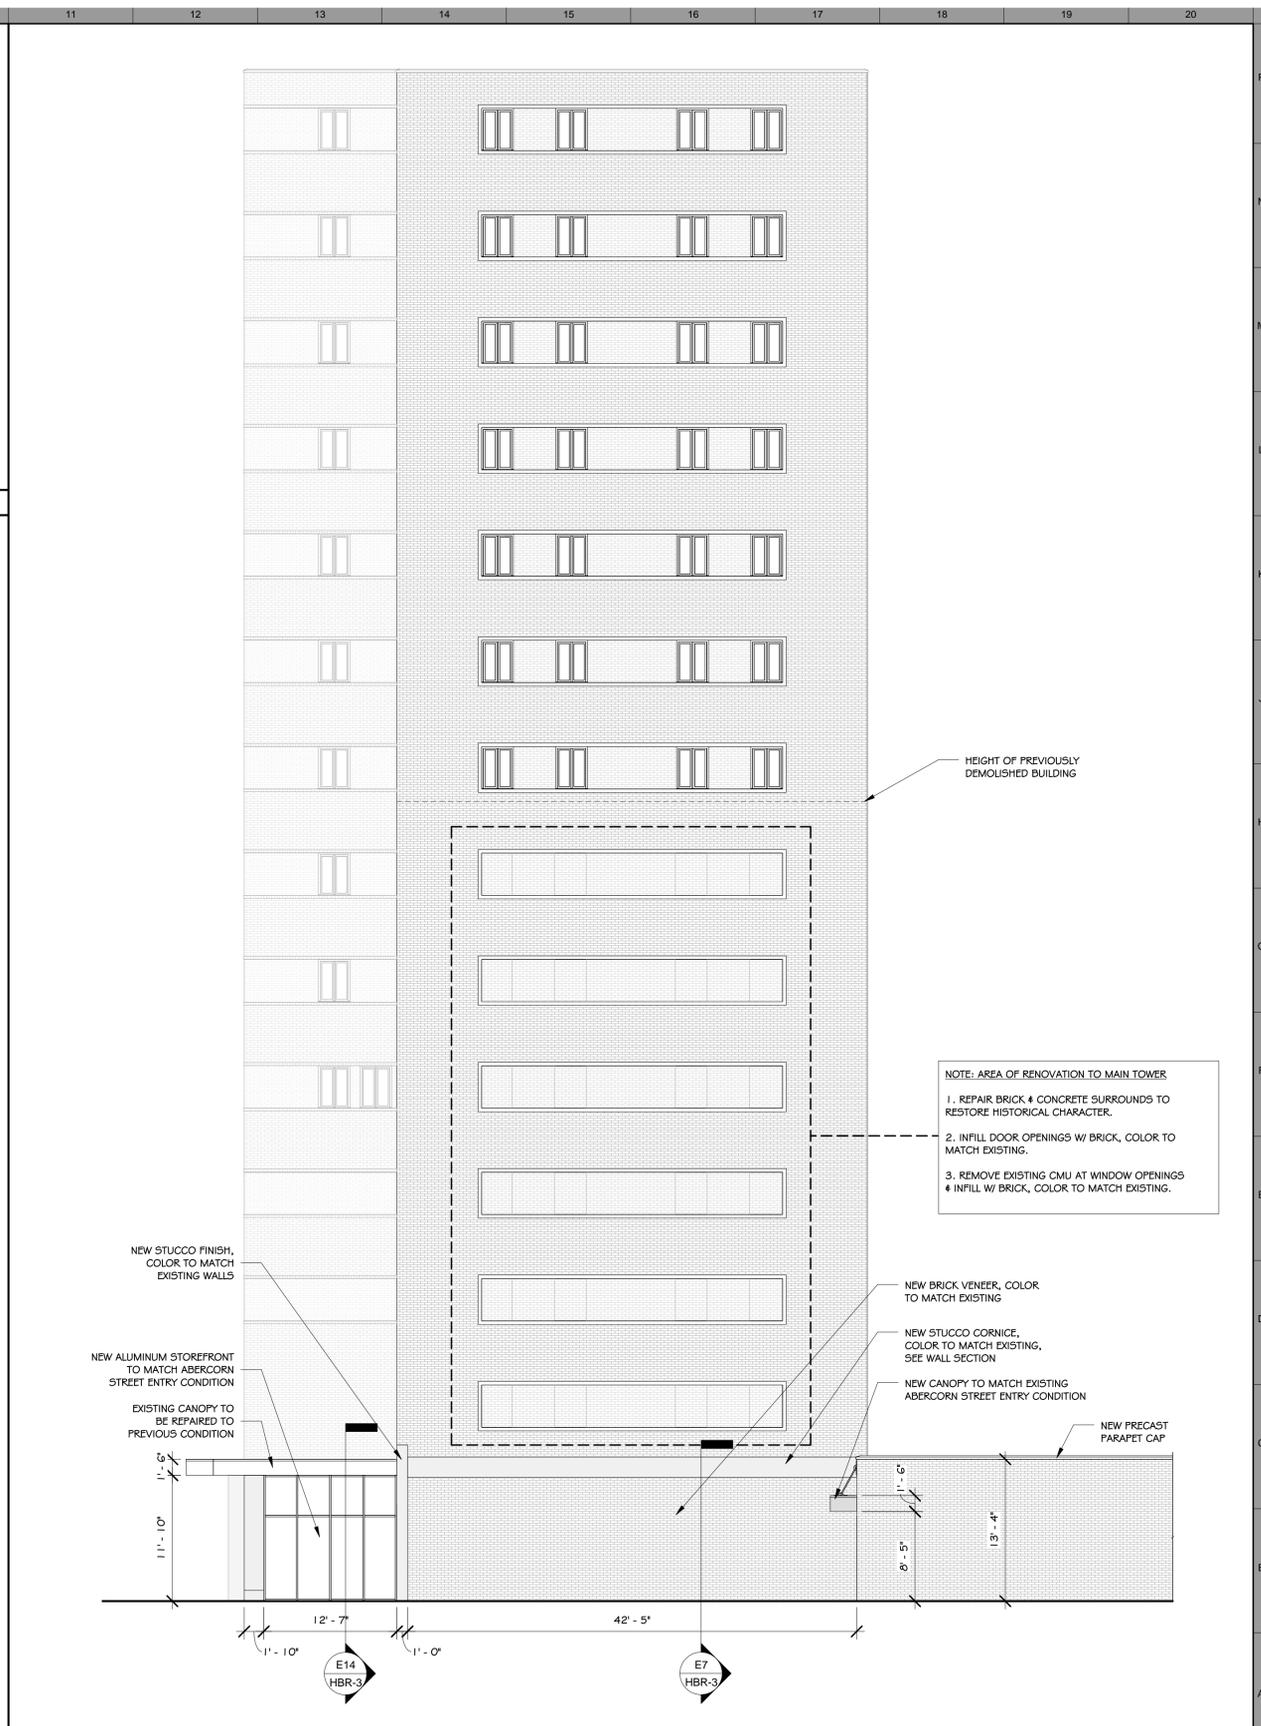 11 12 13 14 15 16 17 18 19 20
HEIGHT OF PREVIOUSLY
DEMOLISHED BUILDING
NOTE: AREA OF RENOVATION TO MAIN TOWER
1. REPAIR BRICK & CONCRETE SURROUNDS TO
RESTORE HISTORICAL CHARACTER.
2. INFILL DOOR OPENINGS W/ BRICK, COLOR TO
MATCH EXISTING.
3. REMOVE EXISTING CMU AT WINDOW OPENINGS
& INFILL W/ BRICK, COLOR TO MATCH EXISTING.
NEW STUCCO FINISH,
COLOR TO MATCH
EXISTING WALLS
NEW BRICK VENEER, COLOR
TO MATCH EXISTING
NEW STUCCO CORNICE,
COLOR TO MATCH EXISTING,
SEE WALL SECTION
NEW ALUMINUM STOREFRONT
TO MATCH ABERCORN
STREET ENTRY CONDITION
NEW CANOPY TO MATCH EXISTING
ABERCORN STREET ENTRY CONDITION
EXISTING CANOPY TO
BE REPAIRED TO
PREVIOUS CONDITION
NEW PRECAST
PARAPET CAP
1' - 6"
11' - 10"
1' - 6"
8' - 5"
13' - 4"
12' - 7"
42' - 5"
1' - 10"
1' - 0"
E14
HBR-3
E7
HBR-3